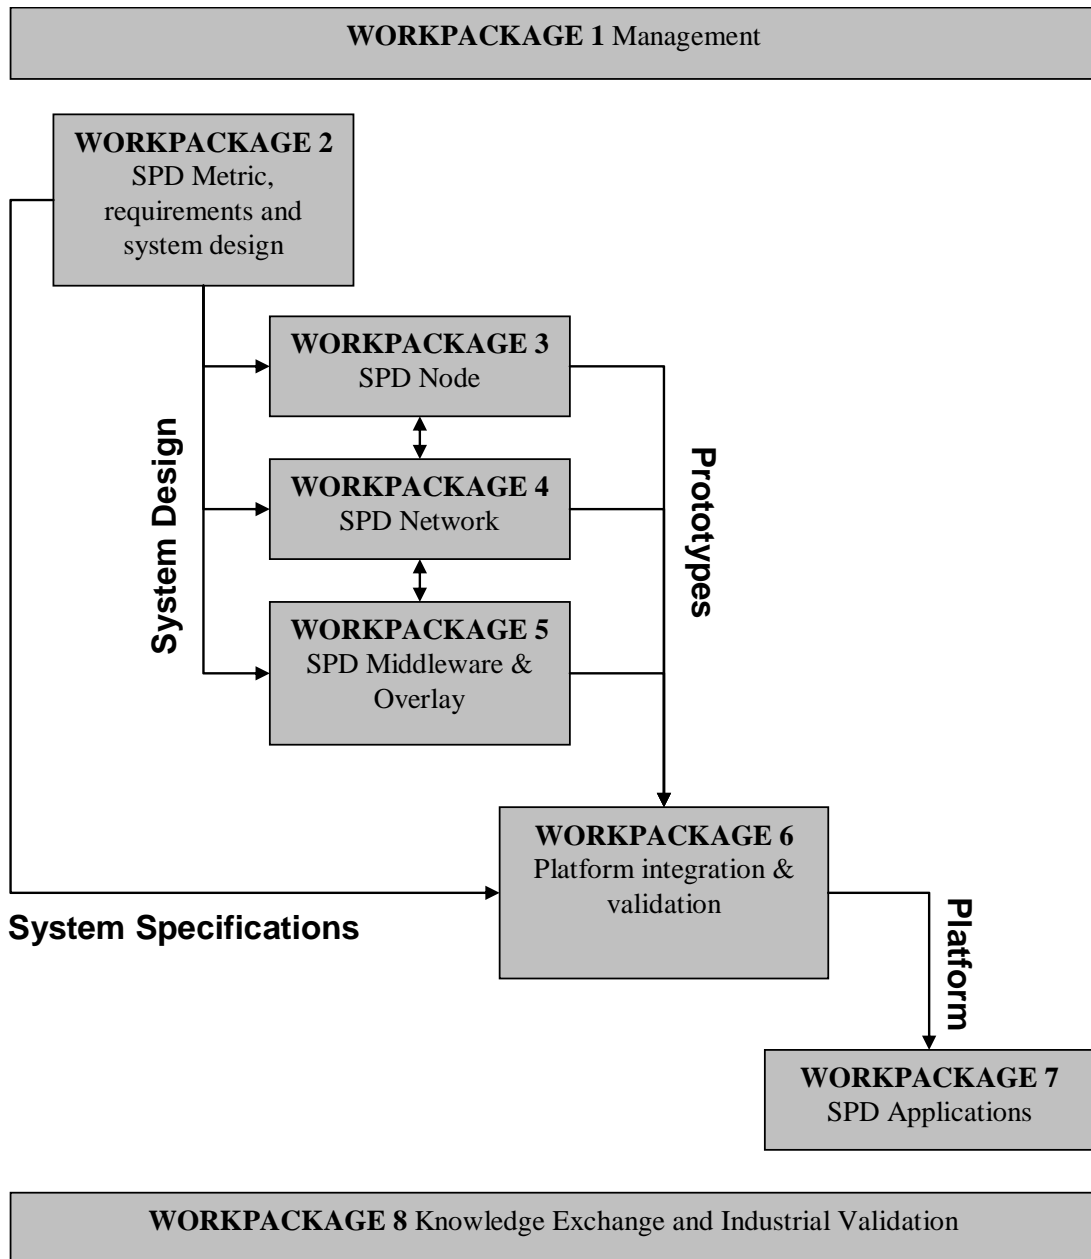 WORKPACKAGE 1 Management
WORKPACKAGE 2
SPD Metric,
requirements and
system design
WORKPACKAGE 3
SPD Node
System Design
Prototypes
WORKPACKAGE 4
SPD Network
WORKPACKAGE 5
SPD Middleware &
Overlay
WORKPACKAGE 6
Platform integration &
validation
System Specifications
Platform
WORKPACKAGE 7
SPD Applications
WORKPACKAGE 8 Knowledge Exchange and Industrial Validation